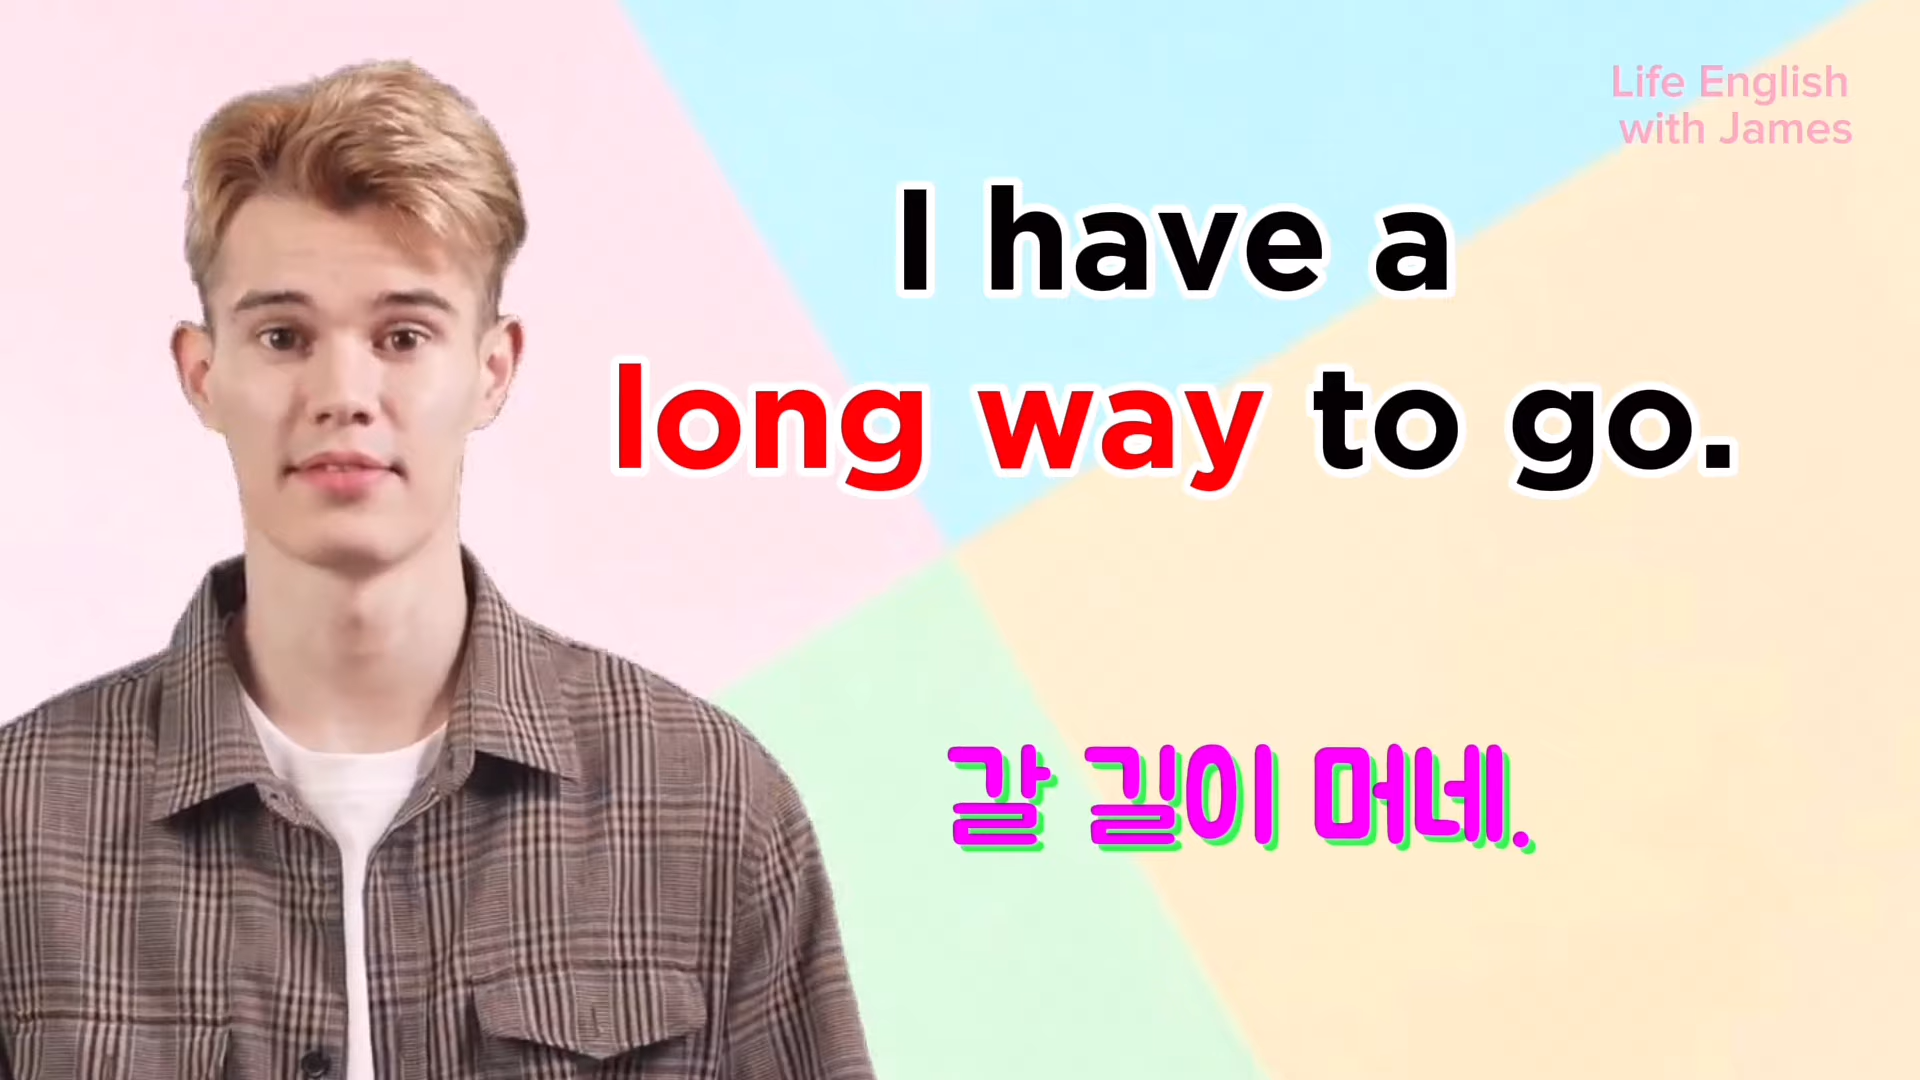 Life English
with James
I have a
long way to go.
갈 길이 머네.